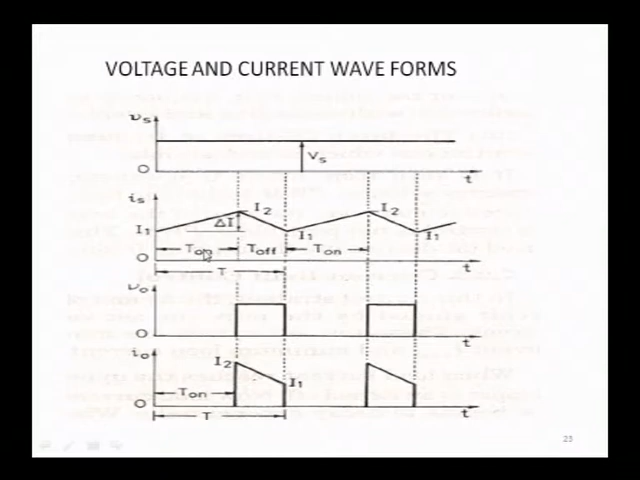 VOLTAGE AND CURRENT WAVE FORMS
vs
Vs
O
t
is
I2
I2
I1
ΔI
I1
I1
Ton
Toff
Ton
O
t
T
vo
O
t
io
I2
I1
Ton
O
t
T
23